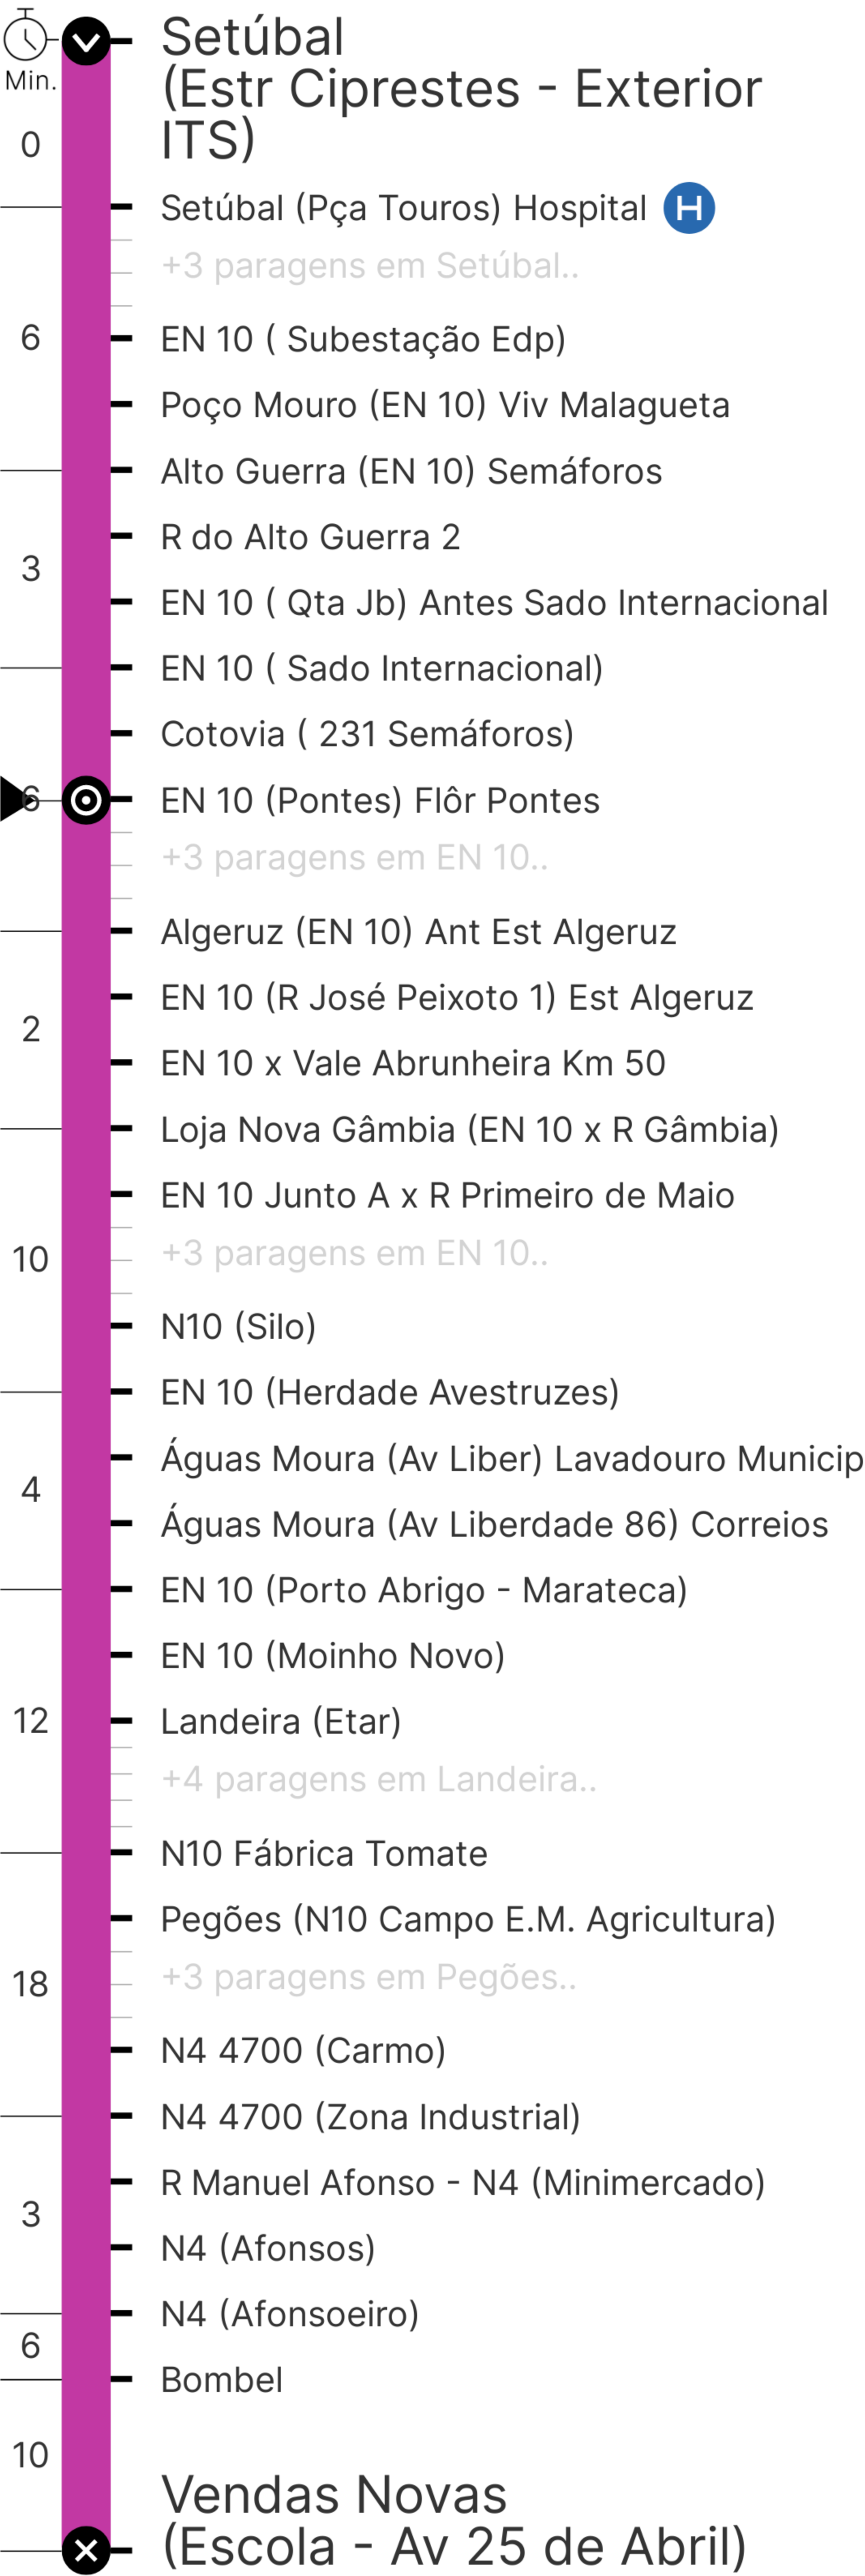 Setúbal
(Estr Ciprestes - Exterior
ITS)
Min.
0
Setúbal (Pça Touros) Hospital H
+3 paragens em Setúbal..
6
EN 10 ( Subestação Edp)
Poço Mouro (EN 10) Viv Malagueta
Alto Guerra (EN 10) Semáforos
R do Alto Guerra 2
3
EN 10 ( Qta Jb) Antes Sado Internacional
EN 10 ( Sado Internacional)
Cotovia ( 231 Semáforos)
6
EN 10 (Pontes) Flôr Pontes
+3 paragens em EN 10..
Algeruz (EN 10) Ant Est Algeruz
EN 10 (R José Peixoto 1) Est Algeruz
2
EN 10 x Vale Abrunheira Km 50
Loja Nova Gâmbia (EN 10 x R Gâmbia)
EN 10 Junto A x R Primeiro de Maio
+3 paragens em EN 10..
10
N10 (Silo)
EN 10 (Herdade Avestruzes)
Águas Moura (Av Liber) Lavadouro Municip
4
Águas Moura (Av Liberdade 86) Correios
EN 10 (Porto Abrigo - Marateca)
EN 10 (Moinho Novo)
12
Landeira (Etar)
+4 paragens em Landeira..
N10 Fábrica Tomate
Pegões (N10 Campo E.M. Agricultura)
+3 paragens em Pegões..
18
N4 4700 (Carmo)
N4 4700 (Zona Industrial)
R Manuel Afonso - N4 (Minimercado)
3
N4 (Afonsos)
N4 (Afonsoeiro)
6
Bombel
10
Vendas Novas
(Escola - Av 25 de Abril)